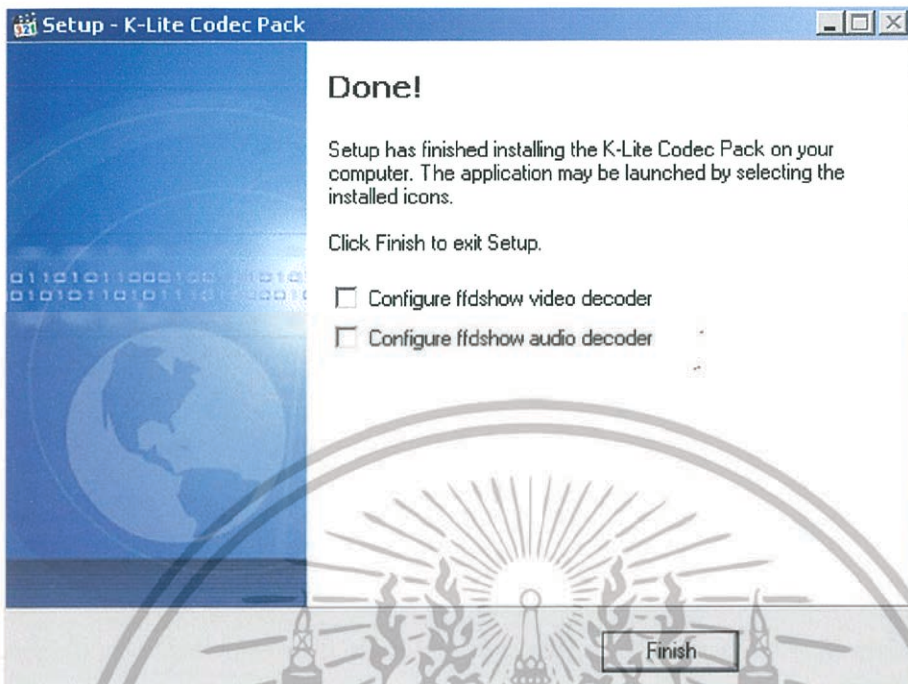 Setup - K-Lite Codec Pack
Done!
Setup has finished installing the K-Lite Codec Pack on your
computer. The application may be launched by selecting the
installed icons.
Click Finish to exit Setup.
Configure ffdshow video decoder
Configure ffdshow audio decoder
Finish